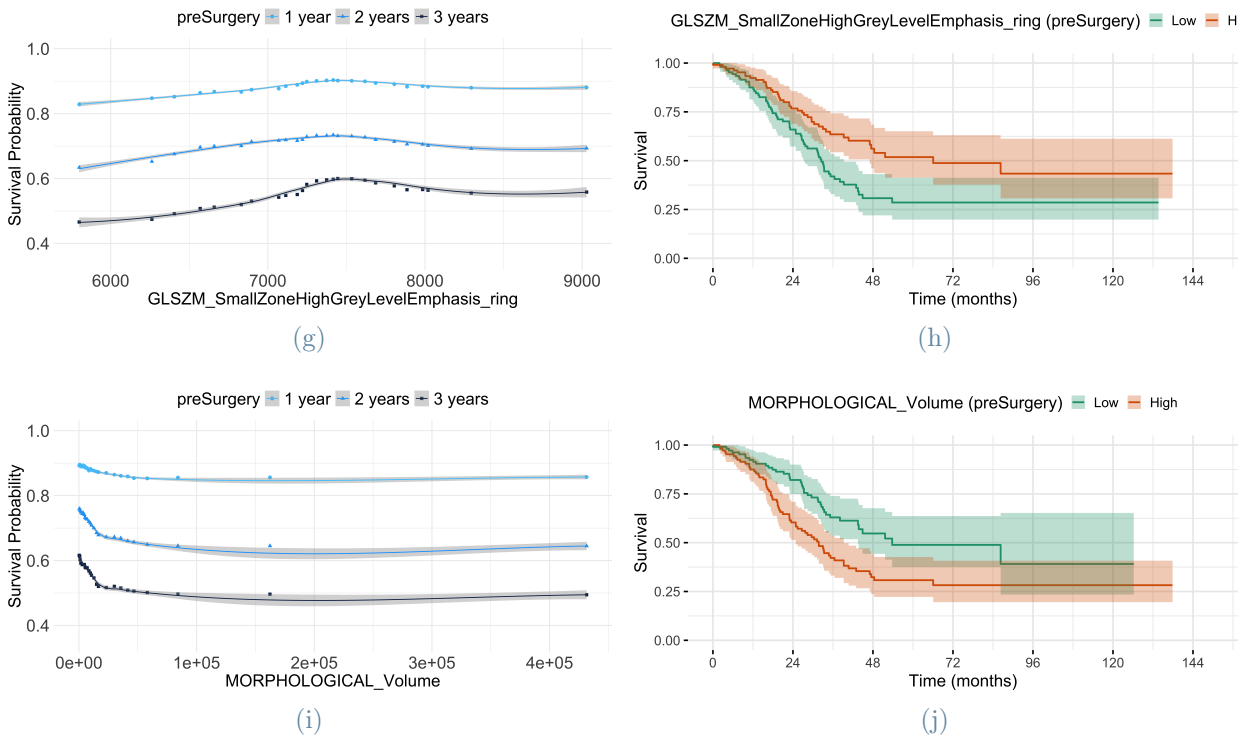 preSurgery 1 year 2 years 3 years
Survival Probability
1.0
0.8
0.6
0.4
6000 7000 8000 9000
GLSZM_SmallZoneHighGreyLevelEmphasis_ring
(g)
GLSZM_SmallZoneHighGreyLevelEmphasis_ring (preSurgery) Low H
Survival
1.00
0.75
0.50
0.25
0.00
0 24 48 72 96 120 144
Time (months)
(h)
preSurgery 1 year 2 years 3 years
Survival Probability
1.0
0.8
0.6
0.4
0e+00 1e+05 2e+05 3e+05 4e+05
MORPHOLOGICAL_Volume
(i)
MORPHOLOGICAL_Volume (preSurgery) Low High
Survival
1.00
0.75
0.50
0.25
0.00
0 24 48 72 96 120 144
Time (months)
(j)